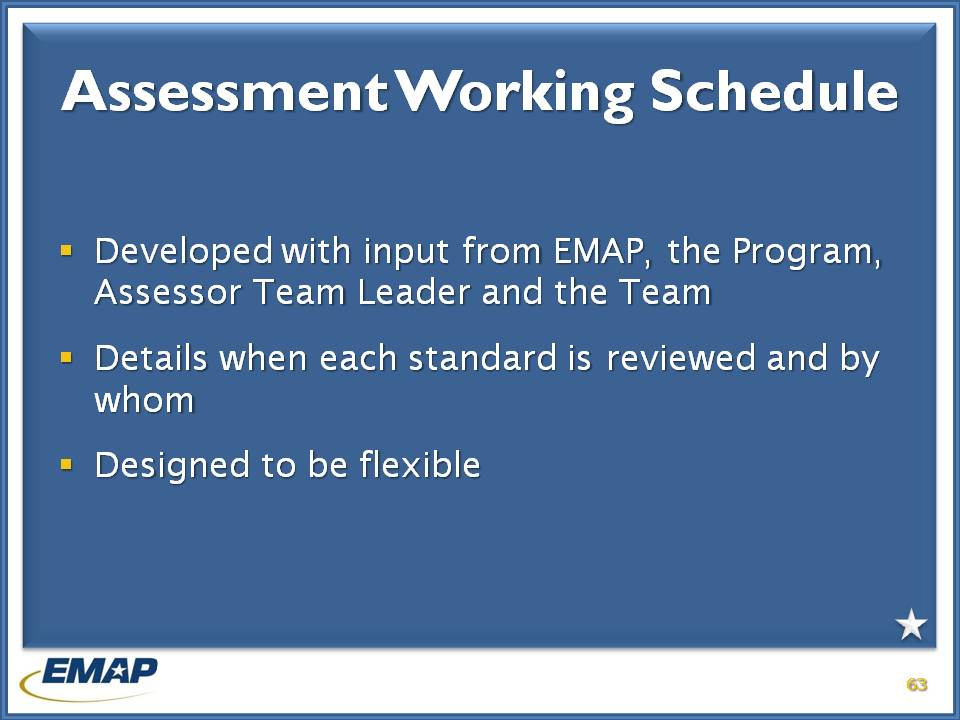 Assessment Working Schedule
▪ Developed with input from EMAP, the Program,
Assessor Team Leader and the Team
▪ Details when each standard is reviewed and by
whom
▪ Designed to be flexible
EMAP
63